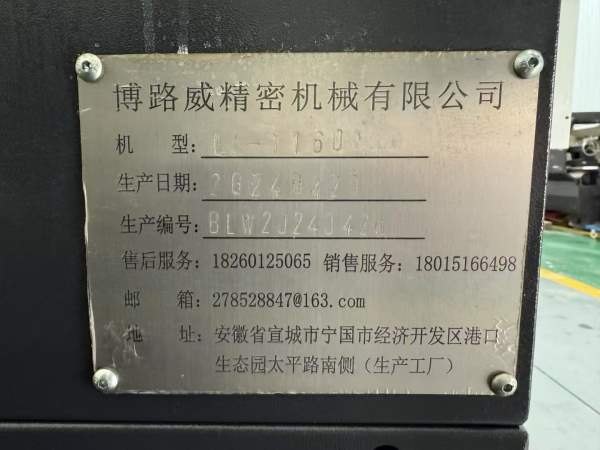 博路威精密机械有限公司
机 型:
生产日期:
生产编号:
售后服务: 18260125065 销售服务: 18015166498
邮 箱: 278528847@163.com
地 址: 安徽省宣城市宁国市经济开发区港口
生态园太平路南侧（生产工厂）